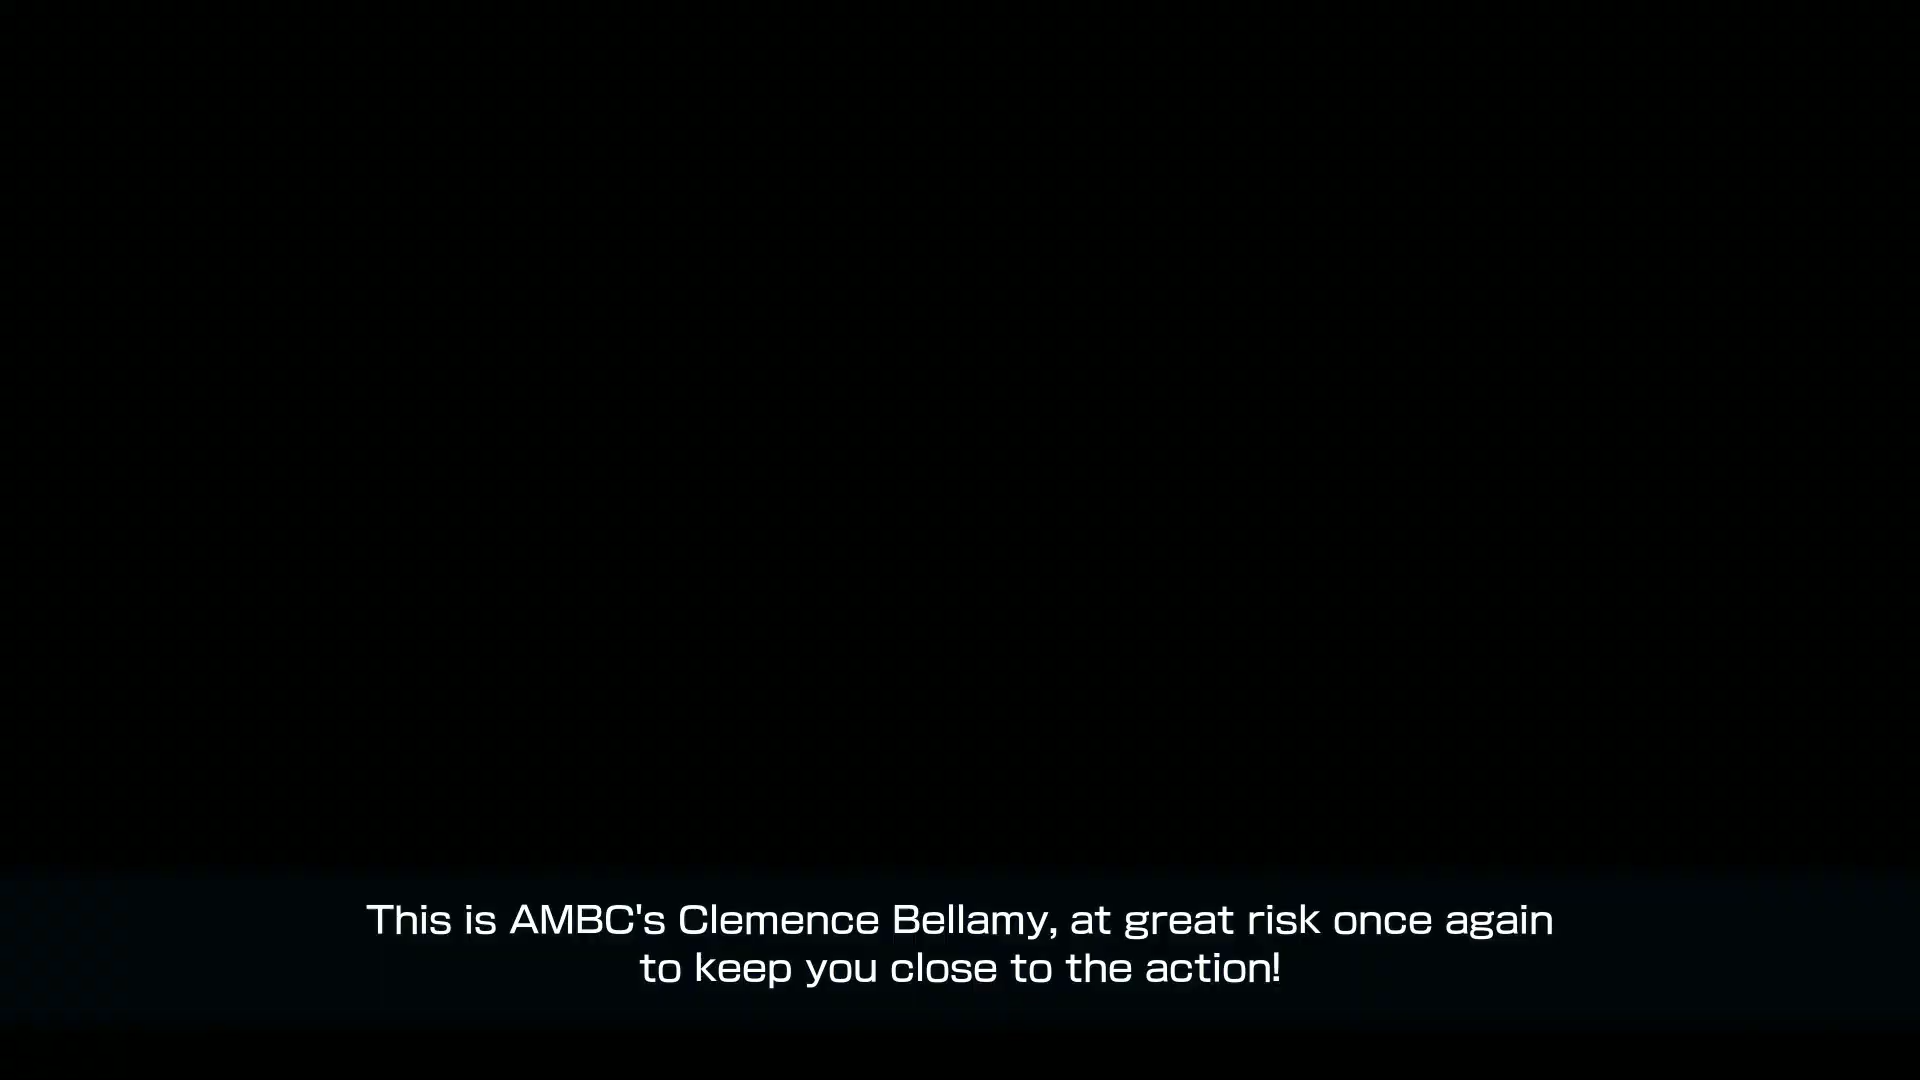 This is AMBC's Clemence Bellamy, at great risk once again
to keep you close to the action!